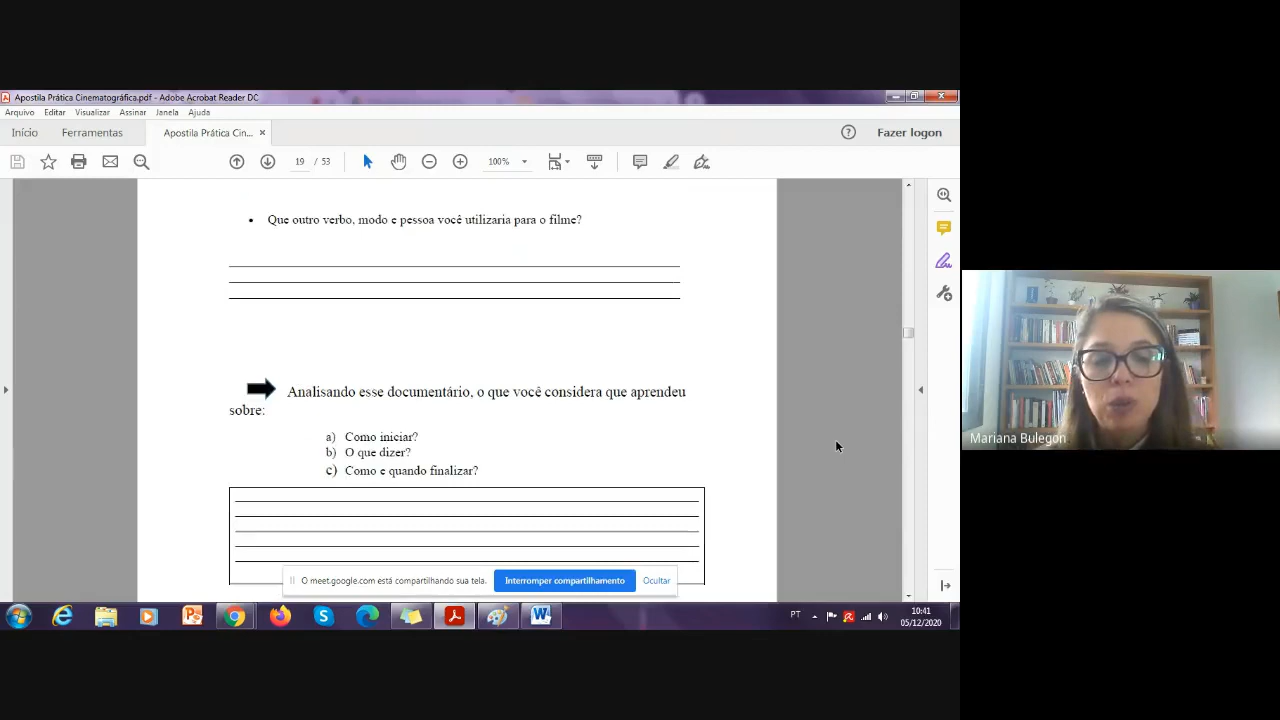 Apostila Prática Cinematográfica.pdf - Adobe Acrobat Reader DC
Arquivo Editar Visualizar Assinar Janela Ajuda
Início Ferramentas Apostila Prática Cin... × Fazer logon
19 / 53 100%
• Que outro verbo, modo e pessoa você utilizaria para o filme?
Analisando esse documentário, o que você considera que aprendeu
sobre:
a) Como iniciar?
b) O que dizer?
c) Como e quando finalizar?
Mariana Bulegon
O meet.google.com está compartilhando sua tela. Interromper compartilhamento Ocultar
PT 10:41
05/12/2020